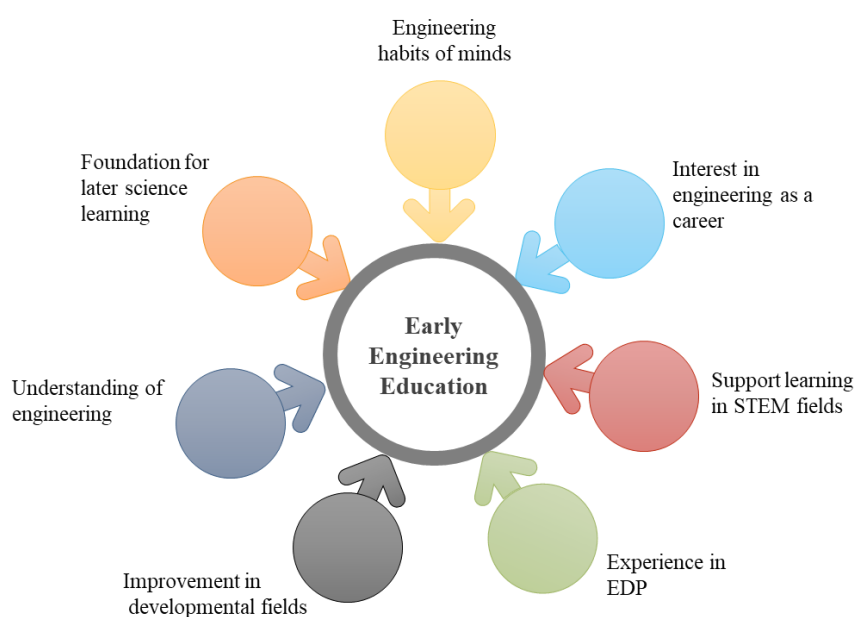 Engineering
habits of minds
Interest in
engineering as a
career
Support learning
in STEM fields
Experience in
EDP
Improvement in
developmental fields
Understanding of
engineering
Foundation for
later science
learning
Early
Engineering
Education